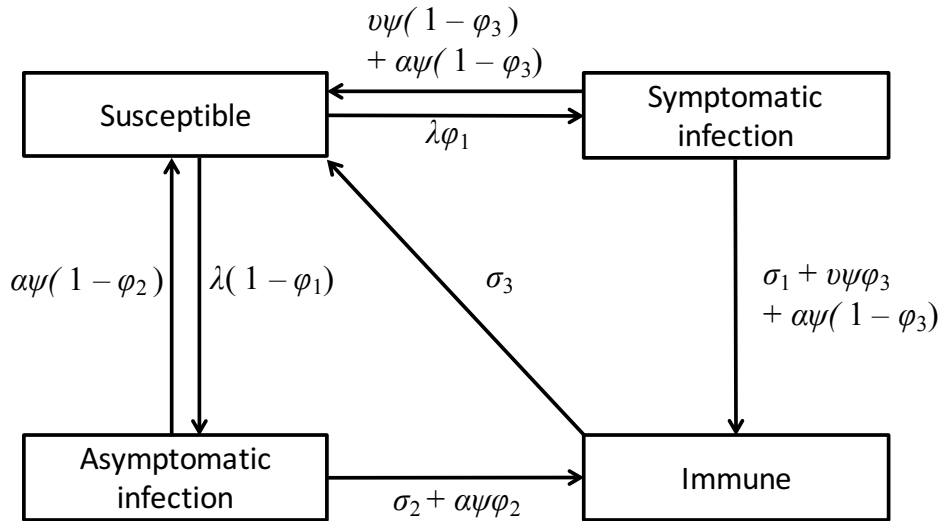 υψ(1 – φ₃)
+ αψ(1 – φ₃)
Susceptible
Symptomatic
infection
λφ₁
αψ(1 – φ₂)
λ(1 – φ₁)
σ₃
σ₁ + υψφ₃
+ αψ(1 – φ₃)
Asymptomatic
infection
Immune
σ₂ + αψφ₂